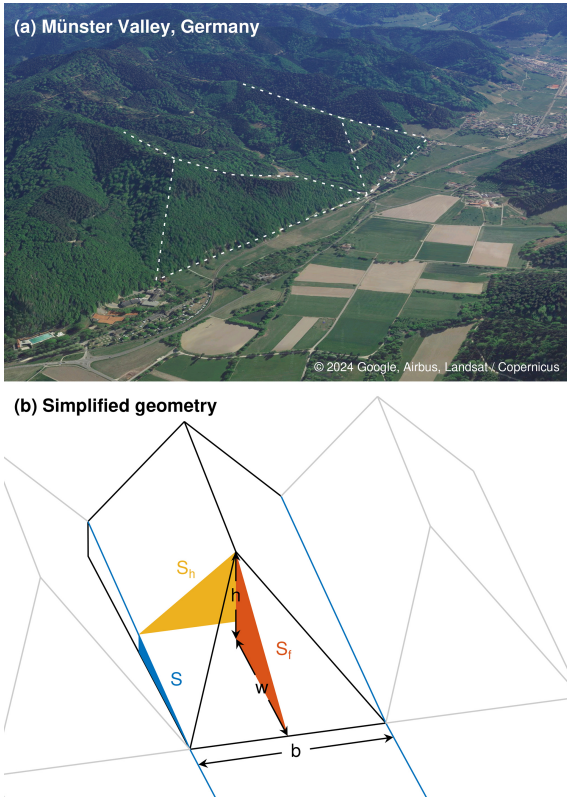 (a) Münster Valley, Germany
© 2024 Google, Airbus, Landsat / Copernicus
(b) Simplified geometry
Sh
h
Sf
S
w
b